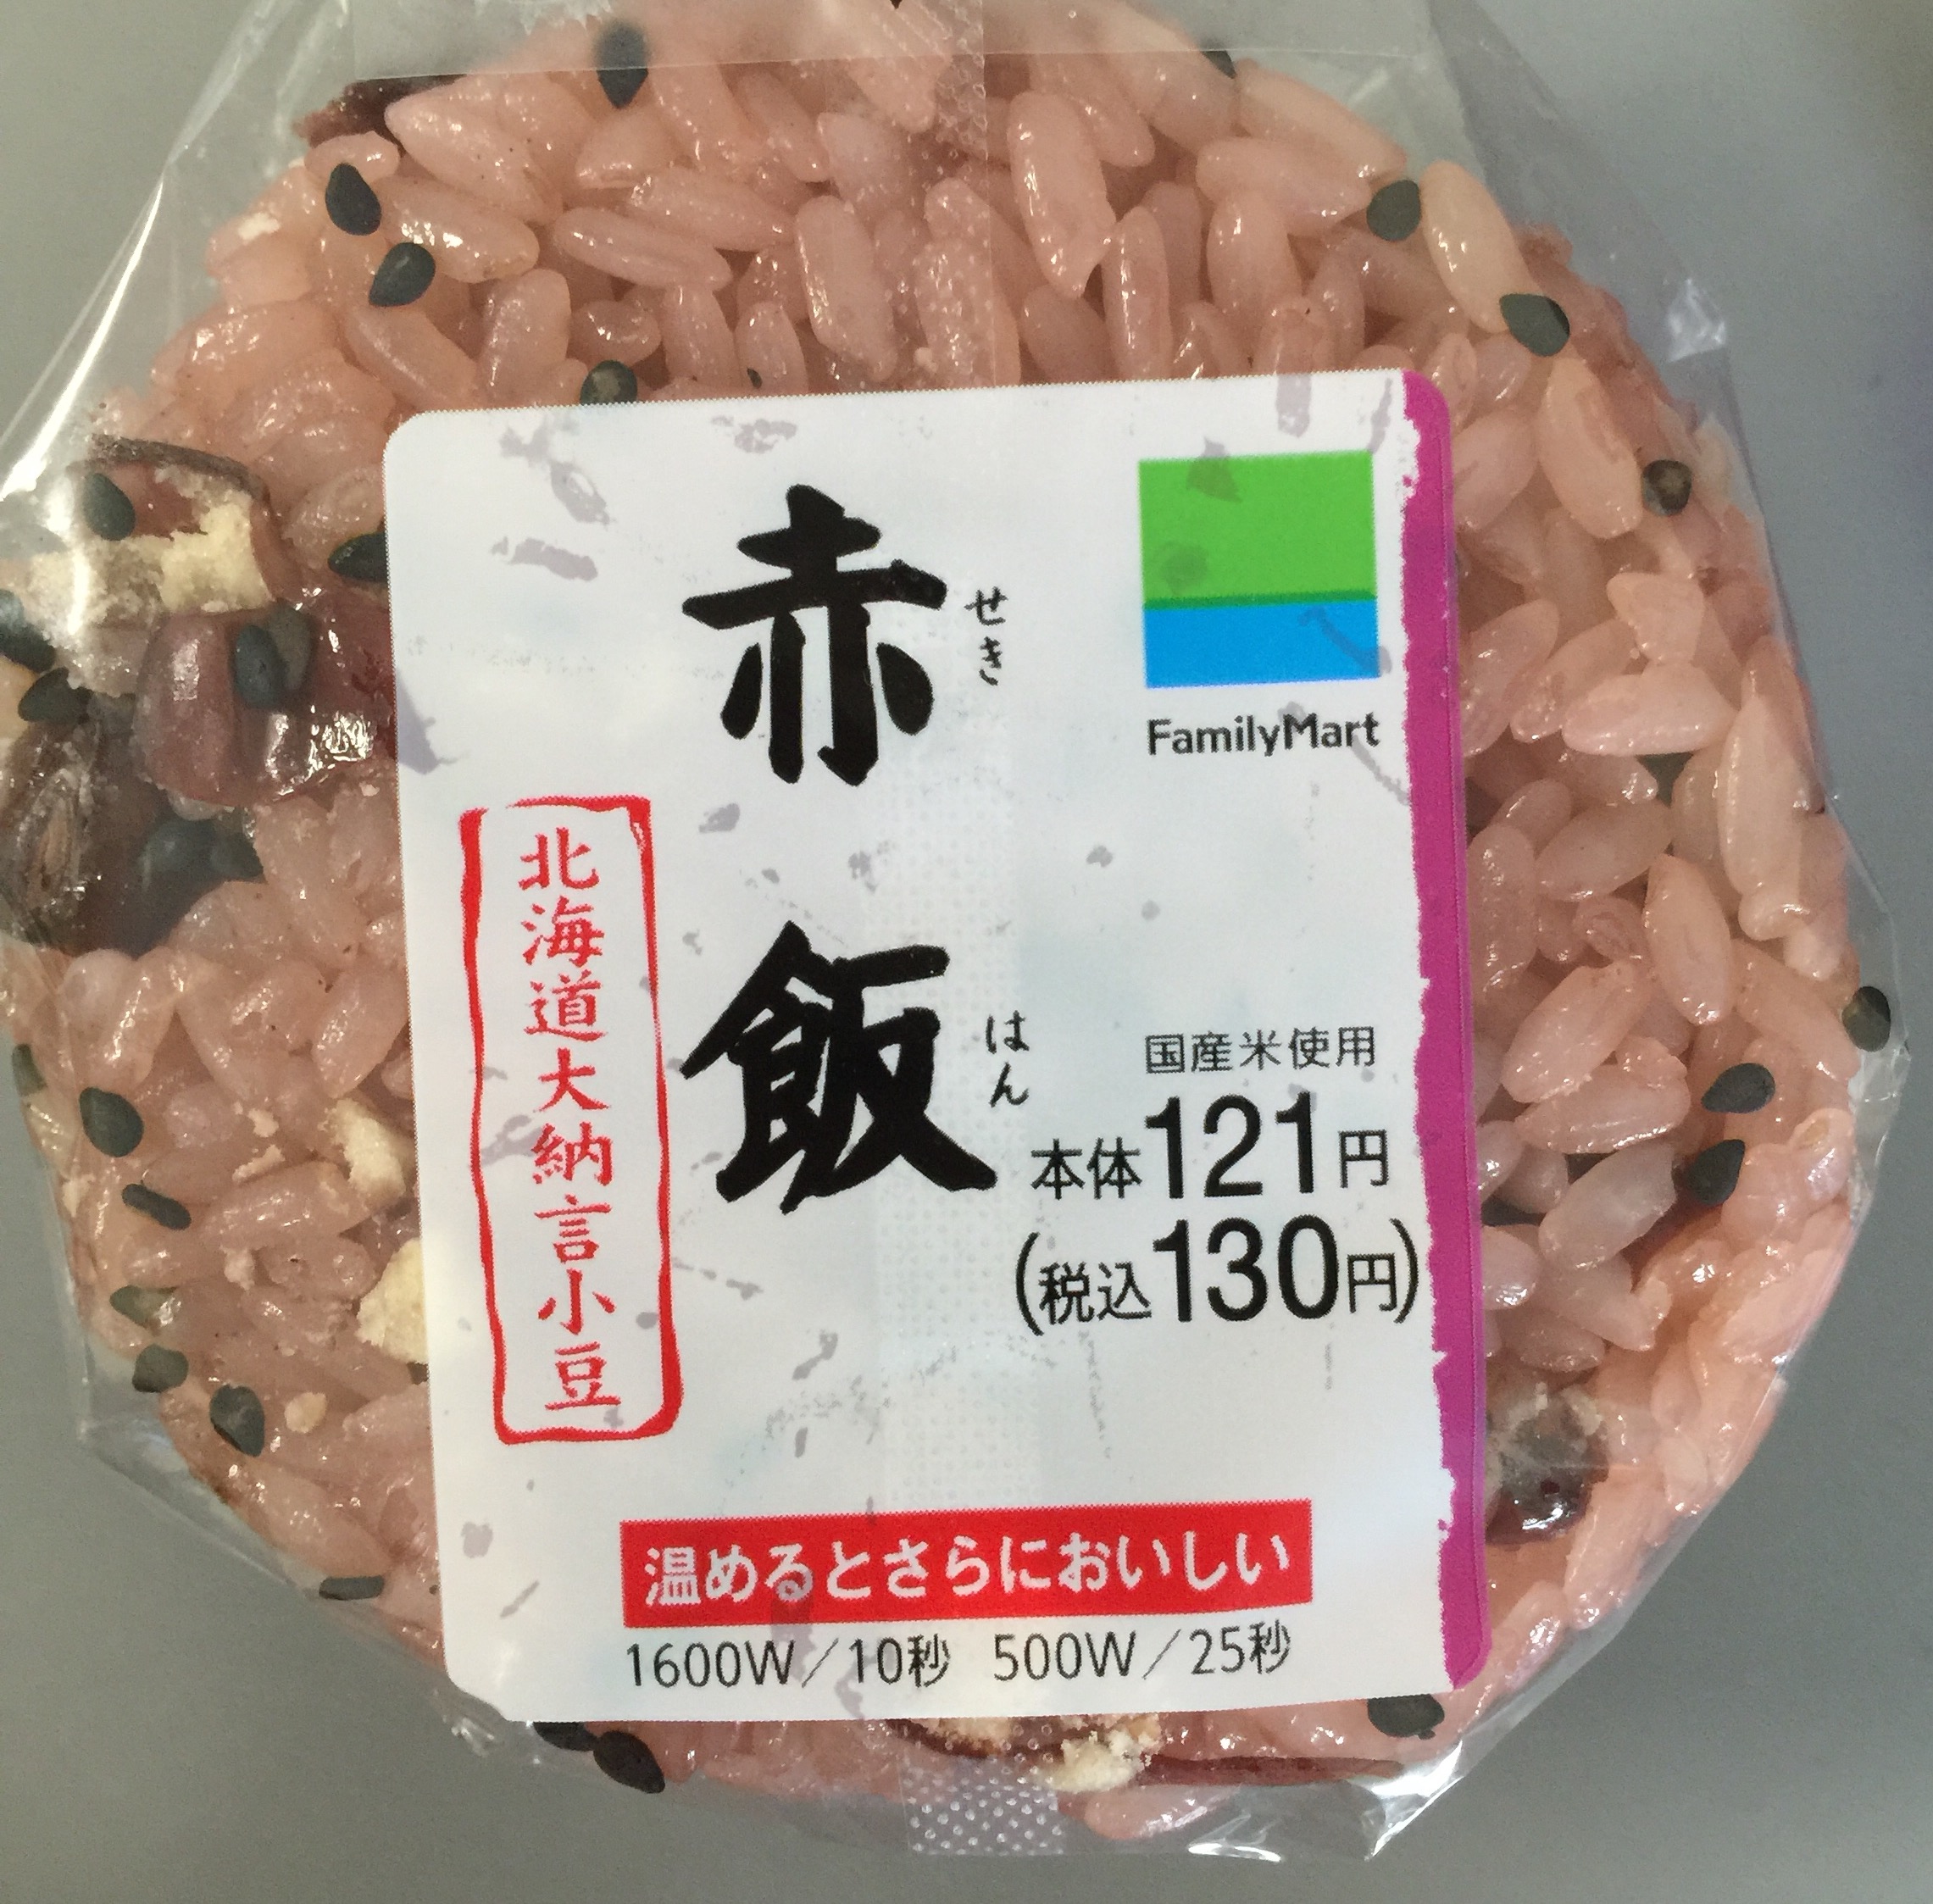 赤飯
せき
はん
FamilyMart
北海道大納言小豆
国産米使用
本体121円
(税込130円)
温めるとさらにおいしい
1600W／10秒 500W／25秒